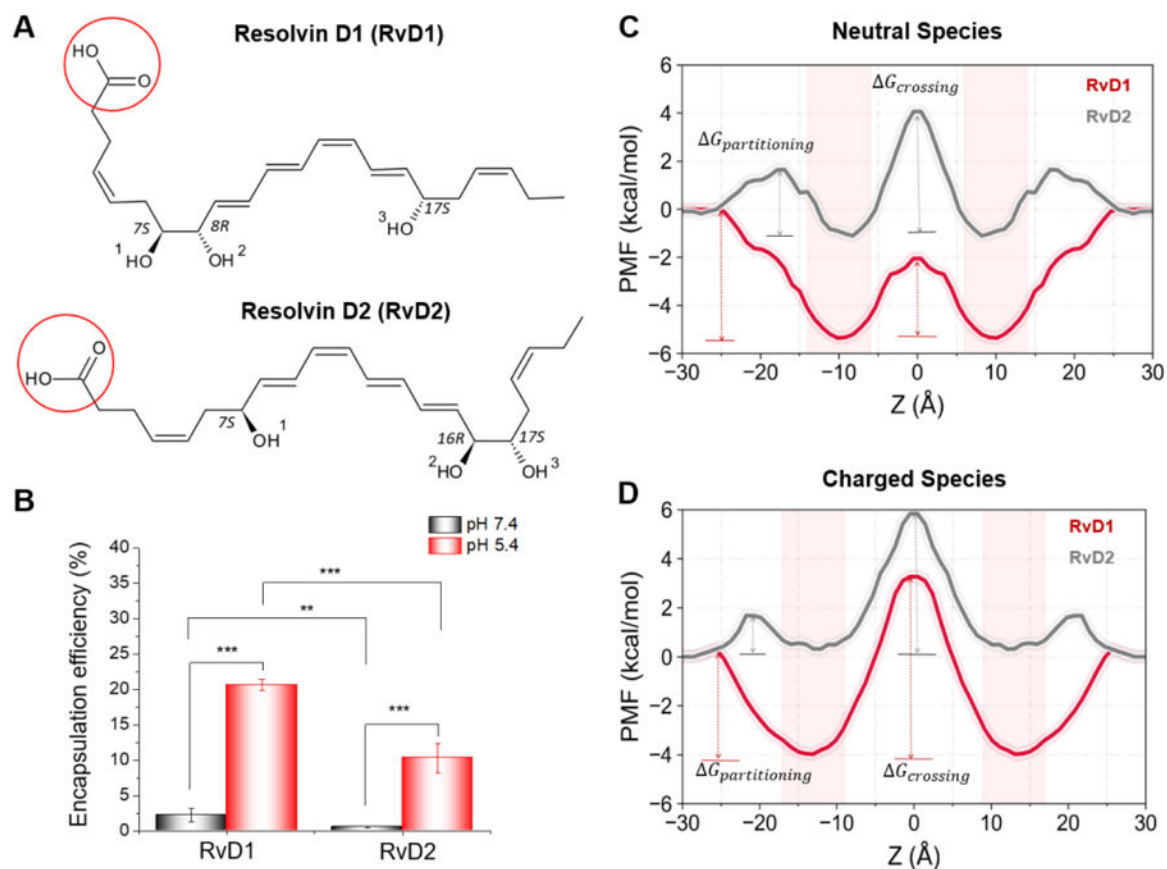 A
Resolvin D1 (RvD1)
HO
O
7S
8R
3
17S
HO
1
HO
OH
2
Resolvin D2 (RvD2)
O
HO
7S
1
OH
16R
17S
2
HO
OH
3
B
pH 7.4
pH 5.4
Encapsulation efficiency (%)
40
35
30
25
20
15
10
5
0
***
**
***
***
RvD1
RvD2
C
Neutral Species
PMF (kcal/mol)
6
4
2
0
−2
−4
−6
ΔG_crossing
RvD1
RvD2
ΔG_partitioning
−30
−20
−10
0
10
20
30
Z (Å)
D
Charged Species
PMF (kcal/mol)
6
4
2
0
−2
−4
−6
RvD1
RvD2
ΔG_partitioning
ΔG_crossing
−30
−20
−10
0
10
20
30
Z (Å)